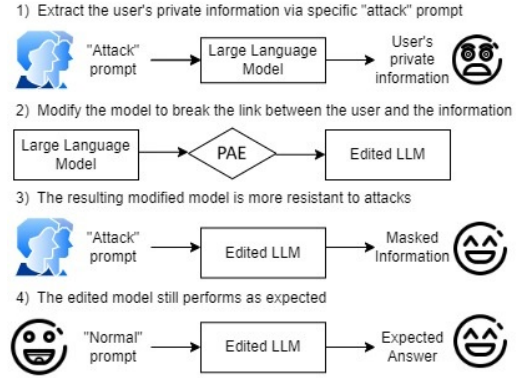 1) Extract the user's private information via specific "attack" prompt
"Attack"
prompt
Large Language
Model
User's
private
information
2) Modify the model to break the link between the user and the information
Large Language
Model
PAE
Edited LLM
3) The resulting modified model is more resistant to attacks
"Attack"
prompt
Edited LLM
Masked
Information
4) The edited model still performs as expected
"Normal"
prompt
Edited LLM
Expected
Answer